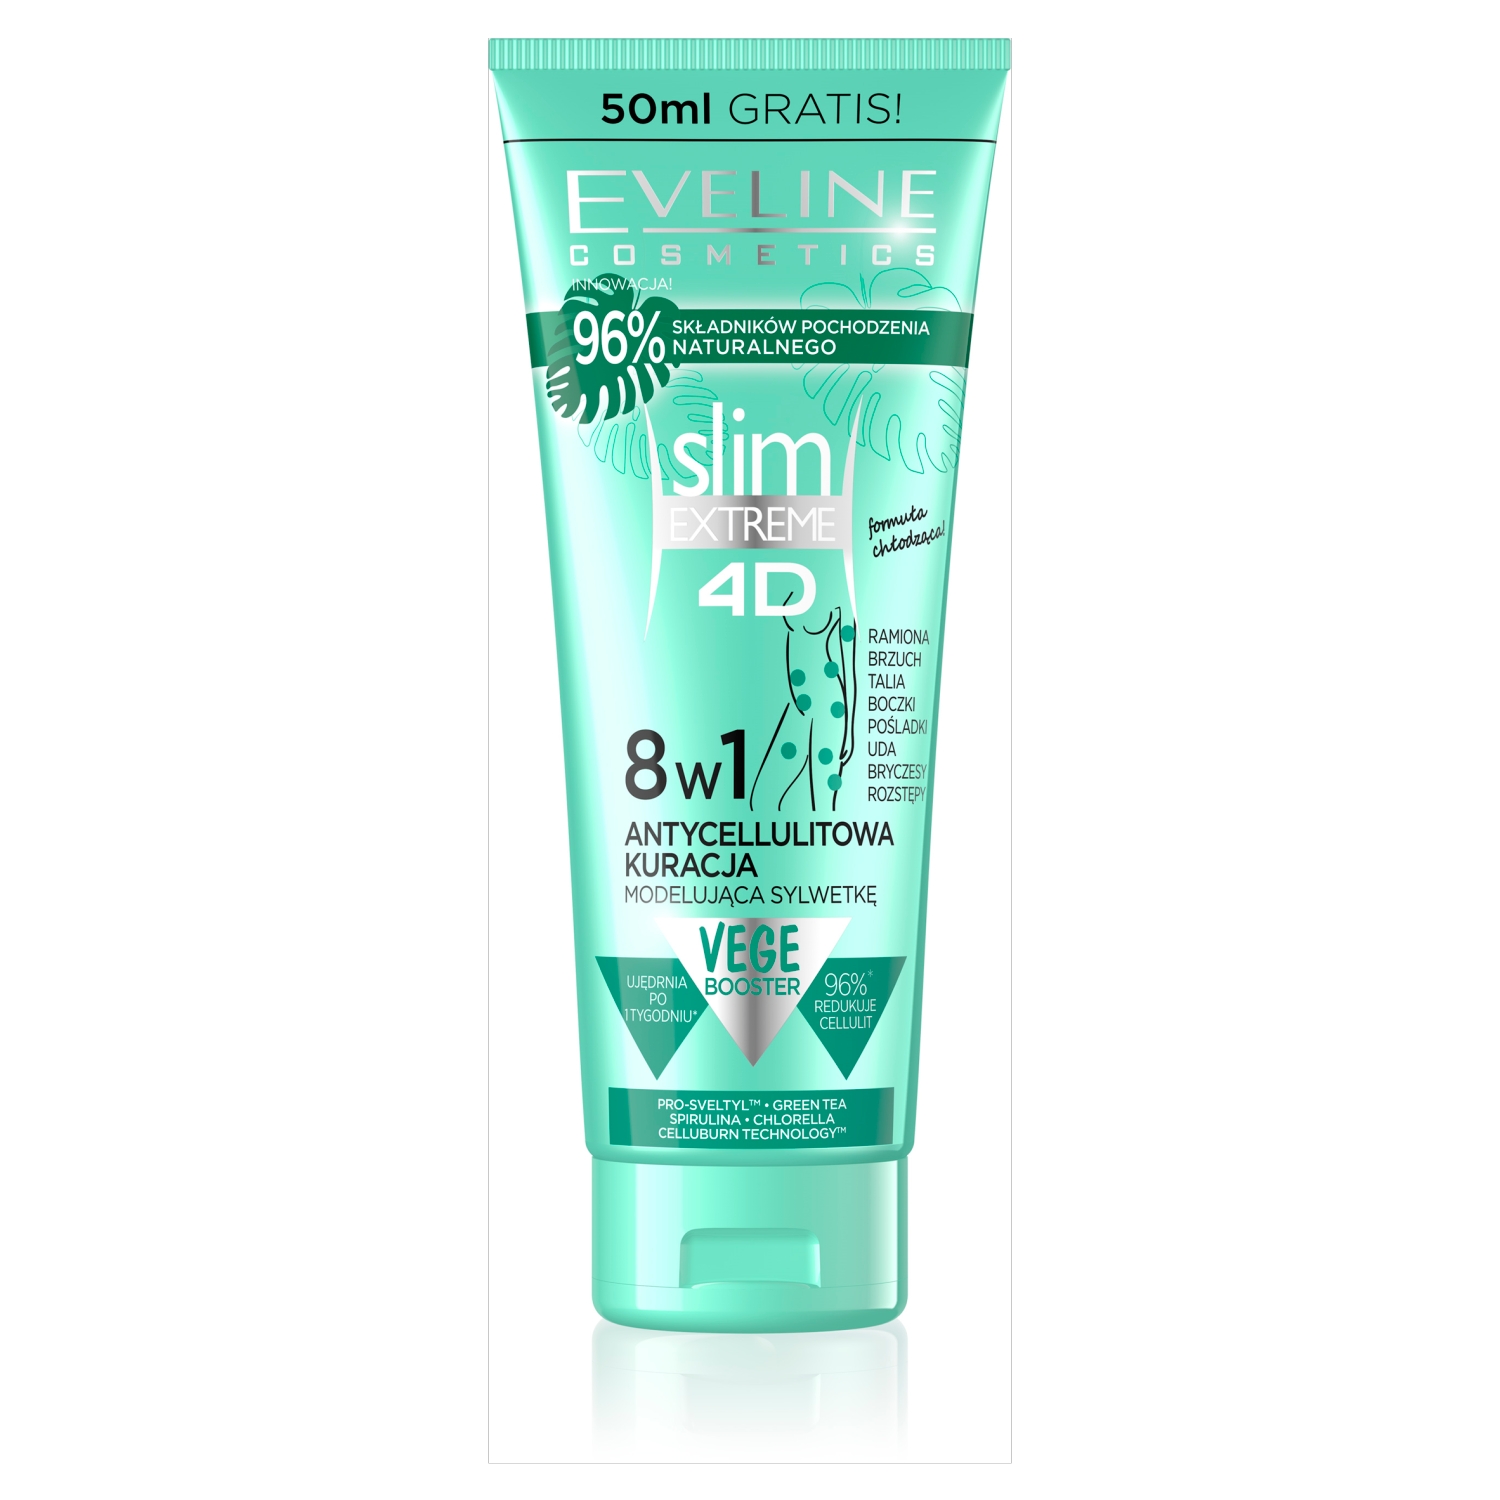 50ml GRATIS!
EVELINE
COSMETICS
INNOWACJA!
96% SKŁADNIKÓW POCHODZENIA
NATURALNEGO
slim
EXTREME
4D
formuła
chłodząca!
RAMIONA
BRZUCH
TALIA
BOCZKI
POŚLADKI
UDA
BRYCZESY
ROZSTĘPY
8w1
ANTYCELLULITOWA
KURACJA
MODELUJĄCA SYLWETKĘ
VEGE
BOOSTER
UJĘDRNIA
PO
1 TYGODNIU*
96%*
REDUKUJE
CELLULIT
PRO-SVELTYL™ • GREEN TEA
SPIRULINA • CHLORELLA
CELLUBURN TECHNOLOGY™